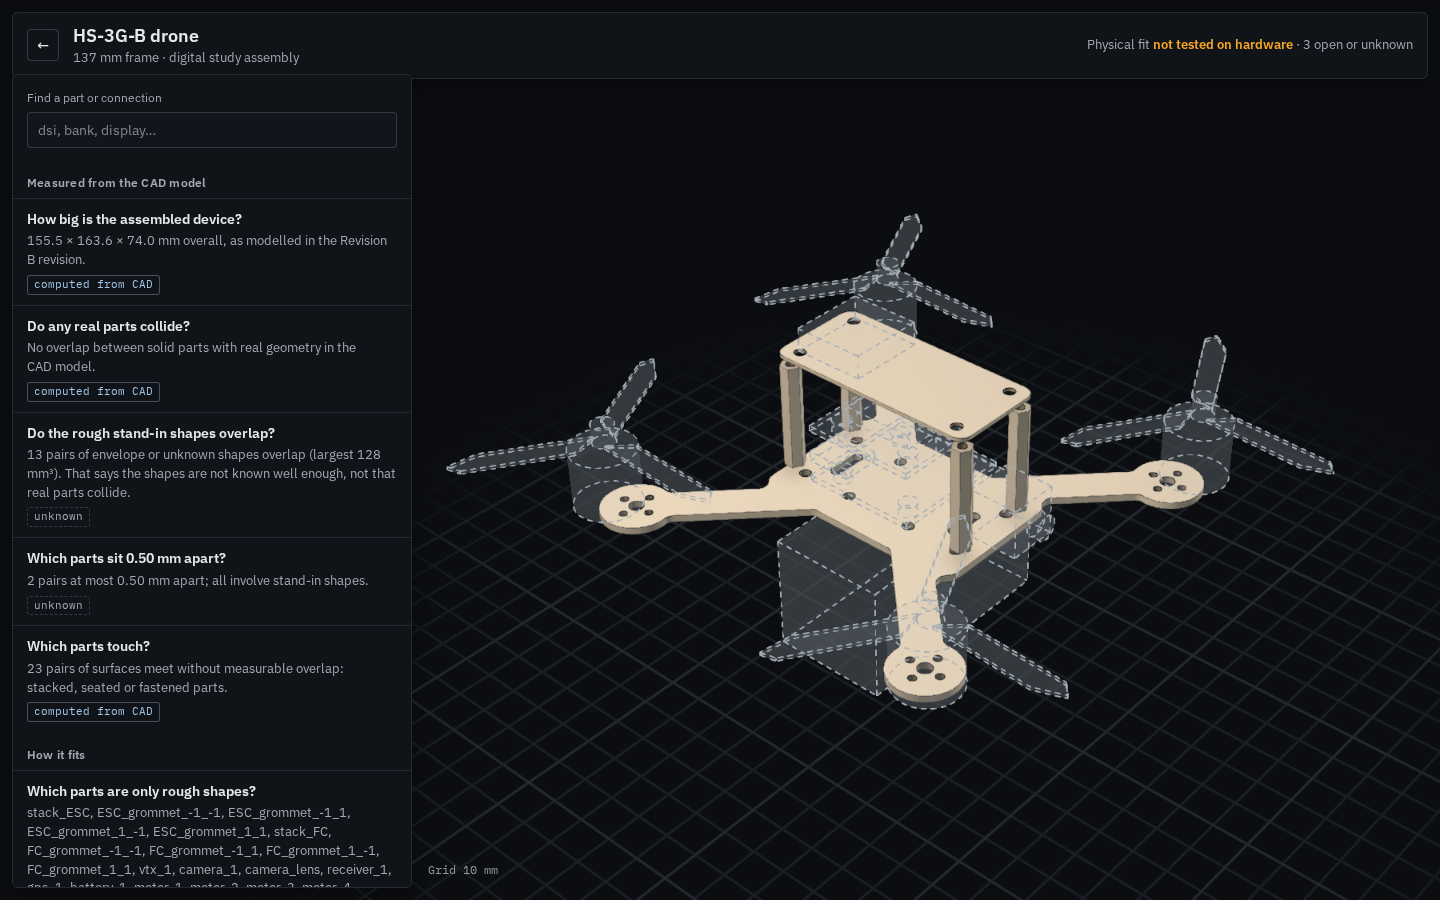 ←
HS-3G-B drone
137 mm frame · digital study assembly
Physical fit not tested on hardware · 3 open or unknown
Find a part or connection
dsi, bank, display...
Measured from the CAD model
How big is the assembled device?
155.5 × 163.6 × 74.0 mm overall, as modelled in the Revision
B revision.
computed from CAD
Do any real parts collide?
No overlap between solid parts with real geometry in the
CAD model.
computed from CAD
Do the rough stand-in shapes overlap?
13 pairs of envelope or unknown shapes overlap (largest 128
mm³). That says the shapes are not known well enough, not that
real parts collide.
unknown
Which parts sit 0.50 mm apart?
2 pairs at most 0.50 mm apart; all involve stand-in shapes.
unknown
Which parts touch?
23 pairs of surfaces meet without measurable overlap:
stacked, seated or fastened parts.
computed from CAD
How it fits
Which parts are only rough shapes?
stack_ESC, ESC_grommet_-1_-1, ESC_grommet_-1_1,
ESC_grommet_1_-1, ESC_grommet_1_1, stack_FC,
FC_grommet_-1_-1, FC_grommet_-1_1, FC_grommet_1_-1,
FC_grommet_1_1, vtx_1, camera_1, camera_lens, receiver_1,
gps_1, battery_1, motor_1, motor_2, motor_3, motor_4,
Grid 10 mm